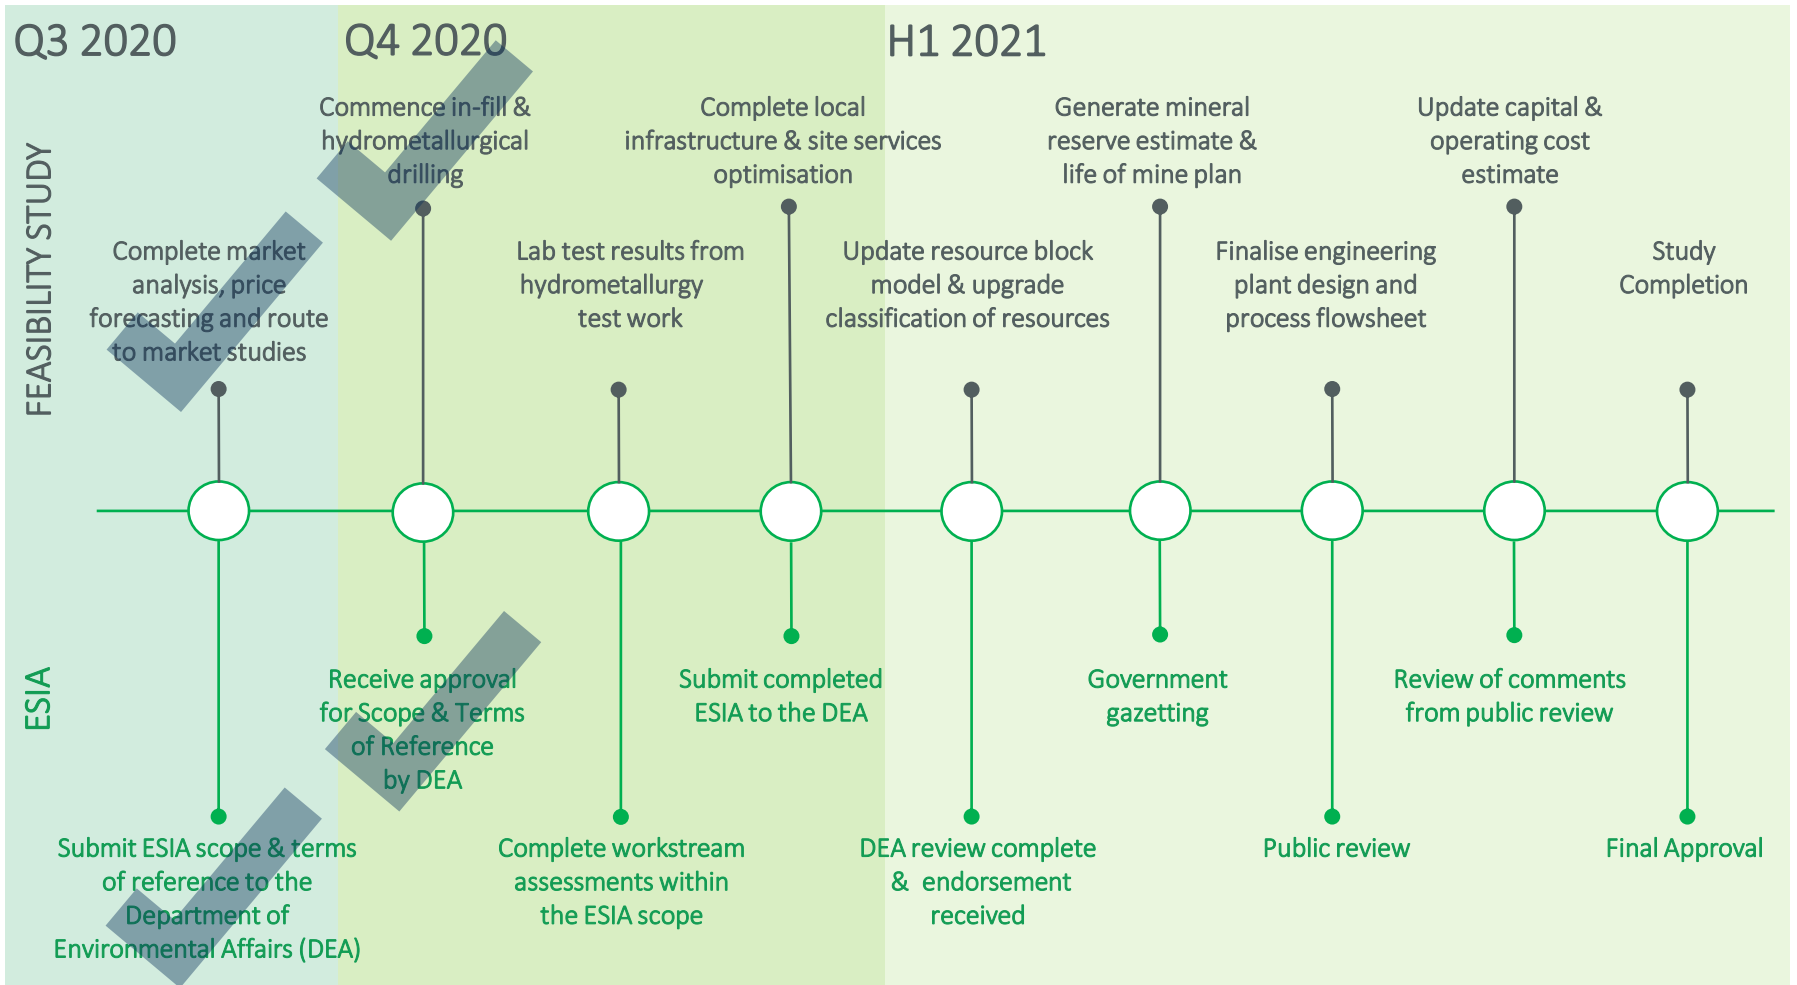 Q3 2020
Q4 2020
H1 2021
FEASIBILITY STUDY
Complete market
analysis, price
forecasting and route
to market studies
Commence in-fill &
hydrometallurgical
drilling
Lab test results from
hydrometallurgy
test work
Complete local
infrastructure & site services
optimisation
Update resource block
model & upgrade
classification of resources
Generate mineral
reserve estimate &
life of mine plan
Finalise engineering
plant design and
process flowsheet
Update capital &
operating cost
estimate
Study
Completion
ESIA
Submit ESIA scope & terms
of reference to the
Department of
Environmental Affairs (DEA)
Receive approval
for Scope & Terms
of Reference
by DEA
Complete workstream
assessments within
the ESIA scope
Submit completed
ESIA to the DEA
DEA review complete
& endorsement
received
Government
gazetting
Public review
Review of comments
from public review
Final Approval